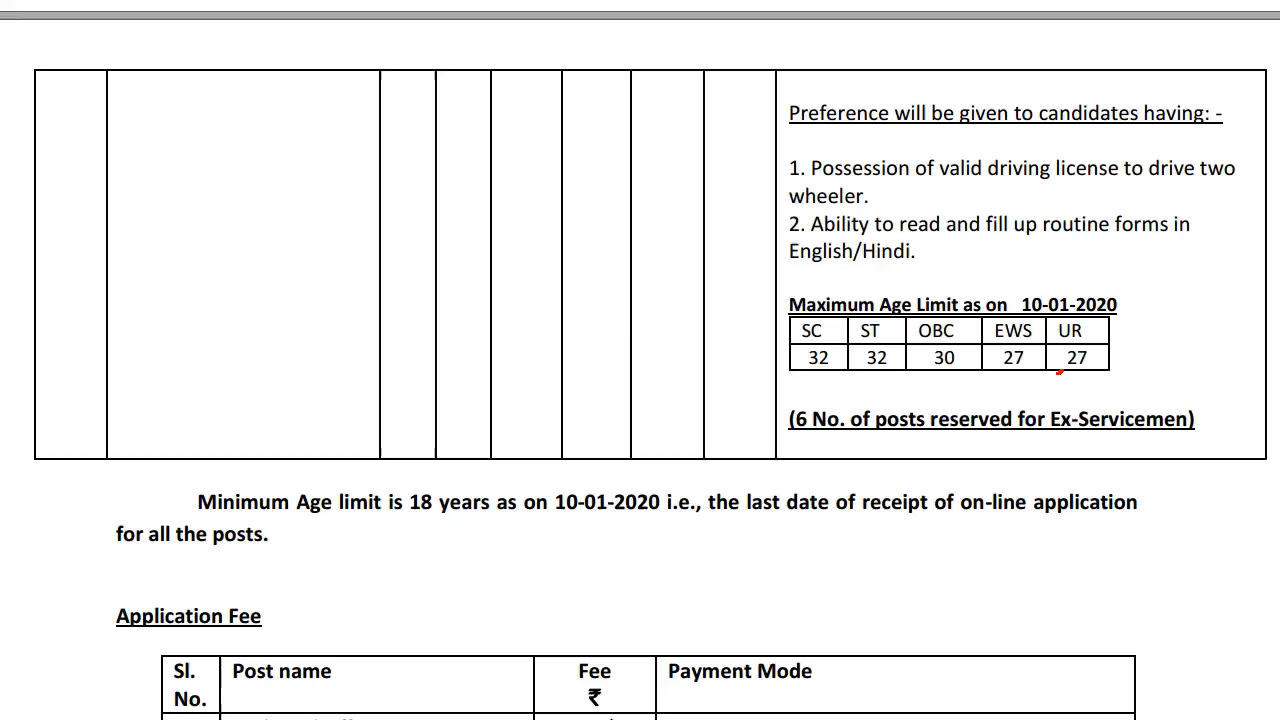 Preference will be given to candidates having: -
1. Possession of valid driving license to drive two
wheeler.
2. Ability to read and fill up routine forms in
English/Hindi.
Maximum Age Limit as on 10-01-2020
SC ST OBC EWS UR
32 32 30 27 27
(6 No. of posts reserved for Ex-Servicemen)
Minimum Age limit is 18 years as on 10-01-2020 i.e., the last date of receipt of on-line application
for all the posts.
Application Fee
Sl. Post name Fee Payment Mode
No. ₹